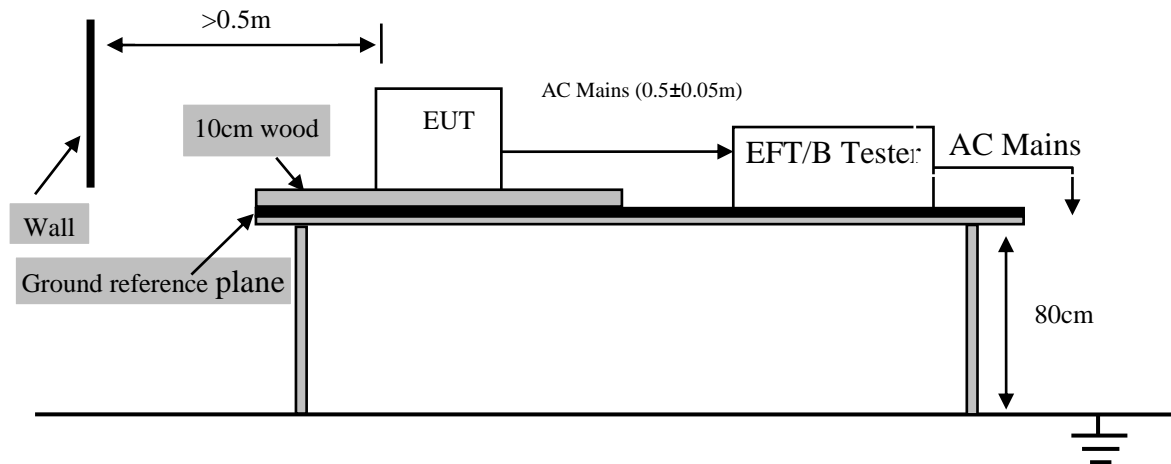 >0.5m
AC Mains (0.5±0.05m)
EUT
10cm wood
EFT/B Tester
AC Mains
Wall
Ground reference plane
80cm